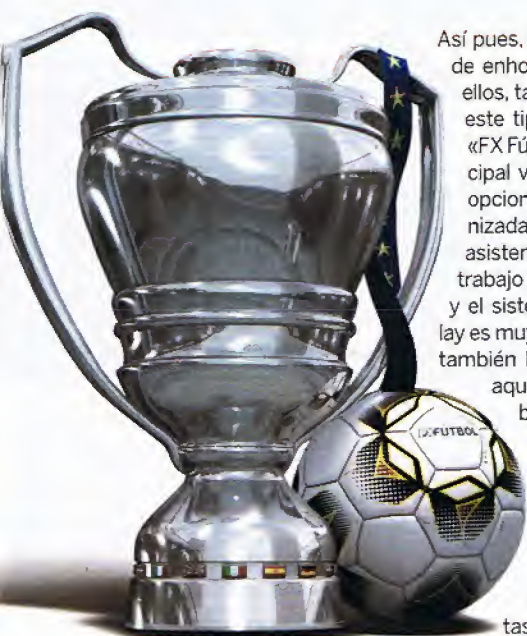 Así pues,
de enho
ellos, ta
este tip
«FX Fú
cipal v
opcion
nizada
asisten
trabajo
y el siste
lay es muy
también l
aqu
b
FUTBOL
tas